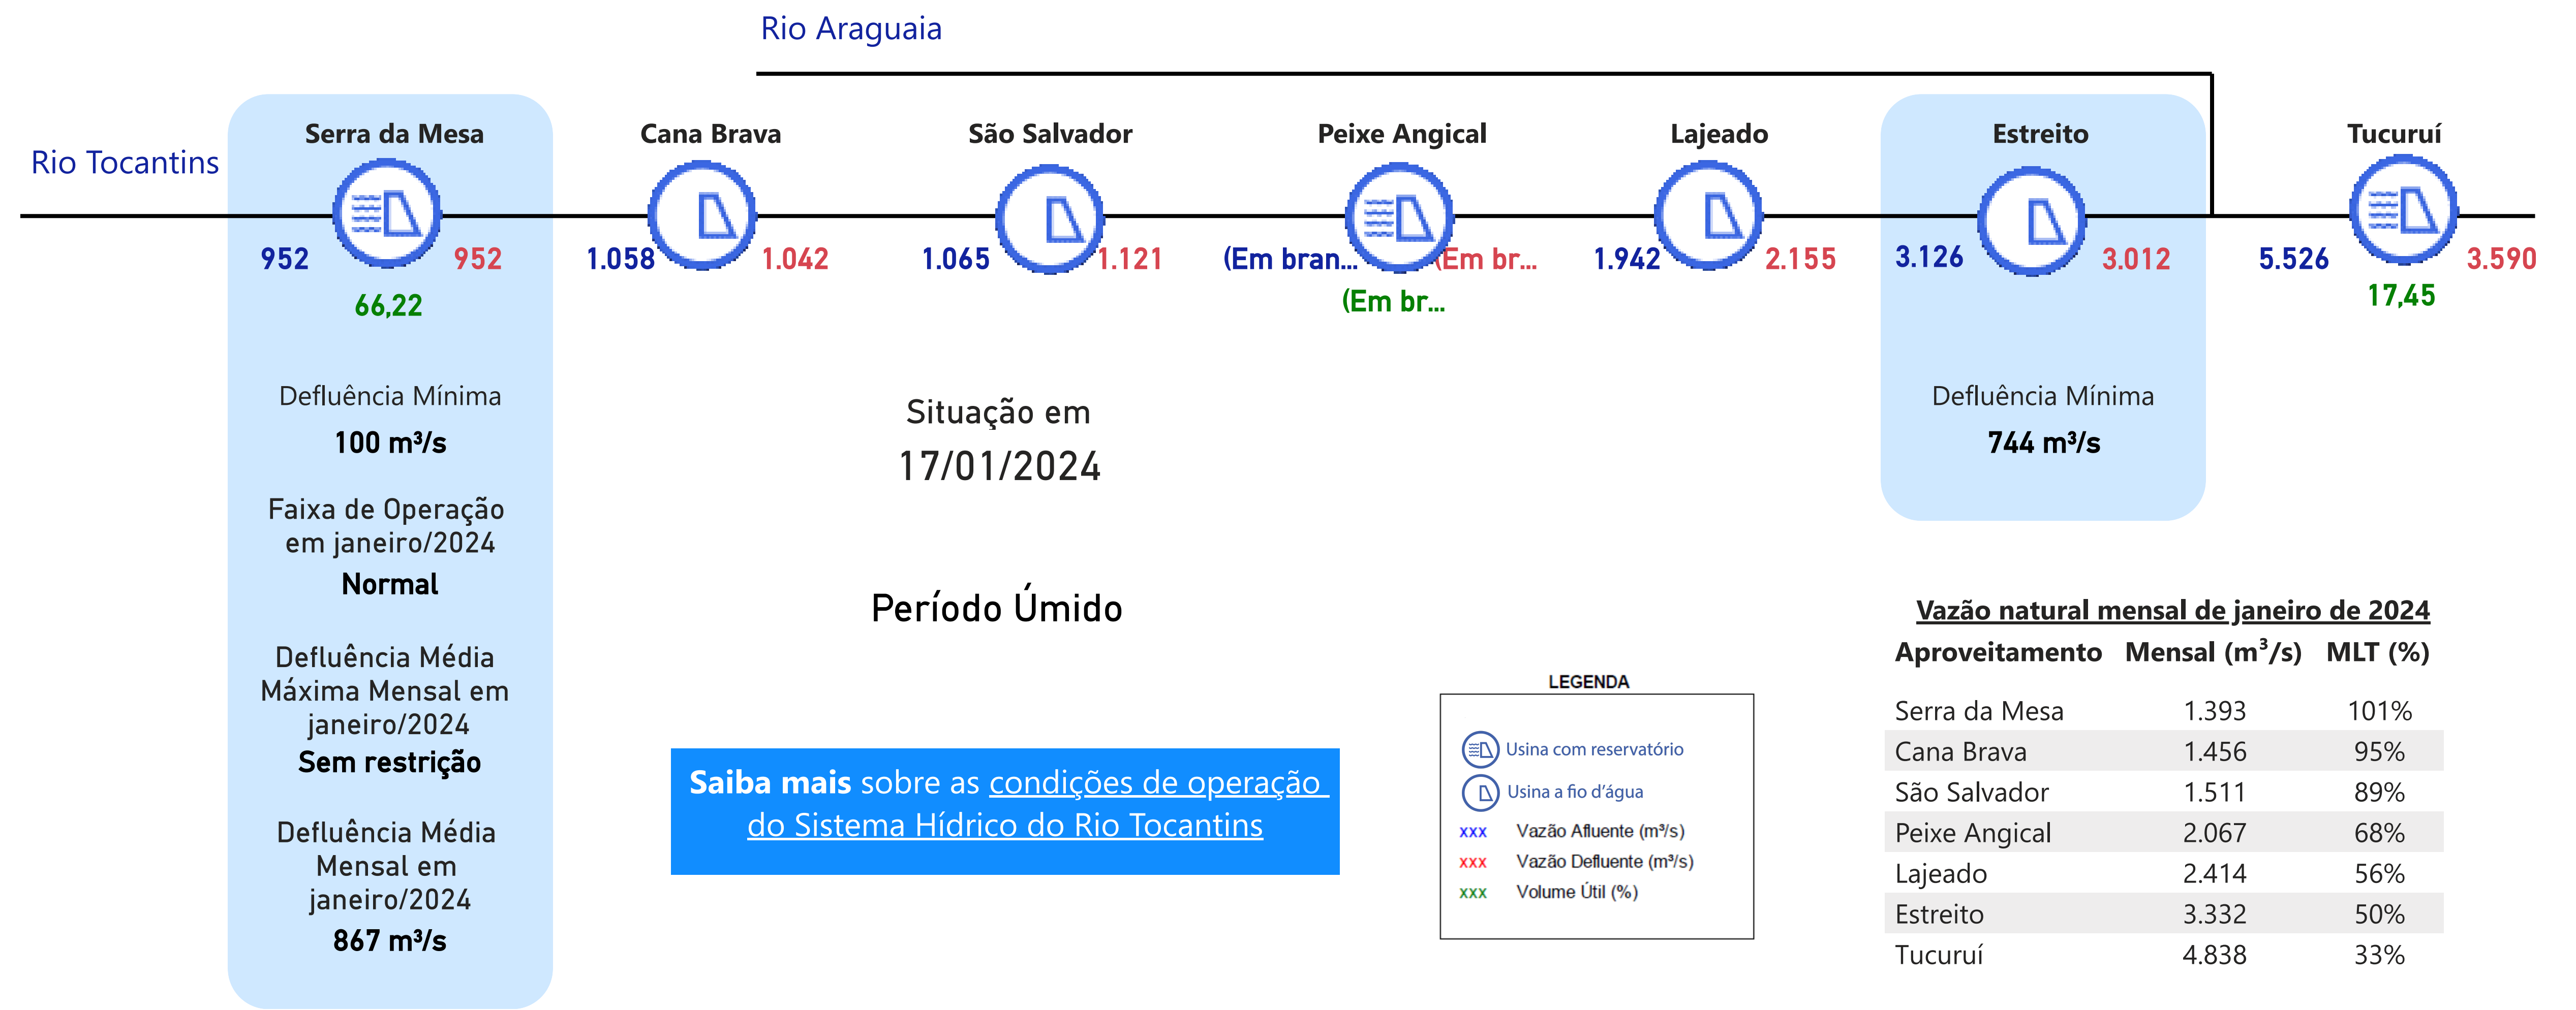 Rio Araguaia
Rio Tocantins
Serra da Mesa
Cana Brava
São Salvador
Peixe Angical
Lajeado
Estreito
Tucuruí
952
952
66,22
1.058
1.042
1.065
1.121
(Em bran...
(Em br...
(Em br...
1.942
2.155
3.126
3.012
5.526
3.590
17,45
Defluência Mínima
100 m³/s
Faixa de Operação
em janeiro/2024
Normal
Defluência Média
Máxima Mensal em
janeiro/2024
Sem restrição
Defluência Média
Mensal em
janeiro/2024
867 m³/s
Situação em
17/01/2024
Período Úmido
Saiba mais sobre as condições de operação
do Sistema Hídrico do Rio Tocantins
Defluência Mínima
744 m³/s
LEGENDA
Usina com reservatório
Usina a fio d'água
xxx Vazão Afluente (m³/s)
xxx Vazão Defluente (m³/s)
xxx Volume Útil (%)
Vazão natural mensal de janeiro de 2024
Aproveitamento Mensal (m³/s) MLT (%)
Serra da Mesa 1.393 101%
Cana Brava 1.456 95%
São Salvador 1.511 89%
Peixe Angical 2.067 68%
Lajeado 2.414 56%
Estreito 3.332 50%
Tucuruí 4.838 33%